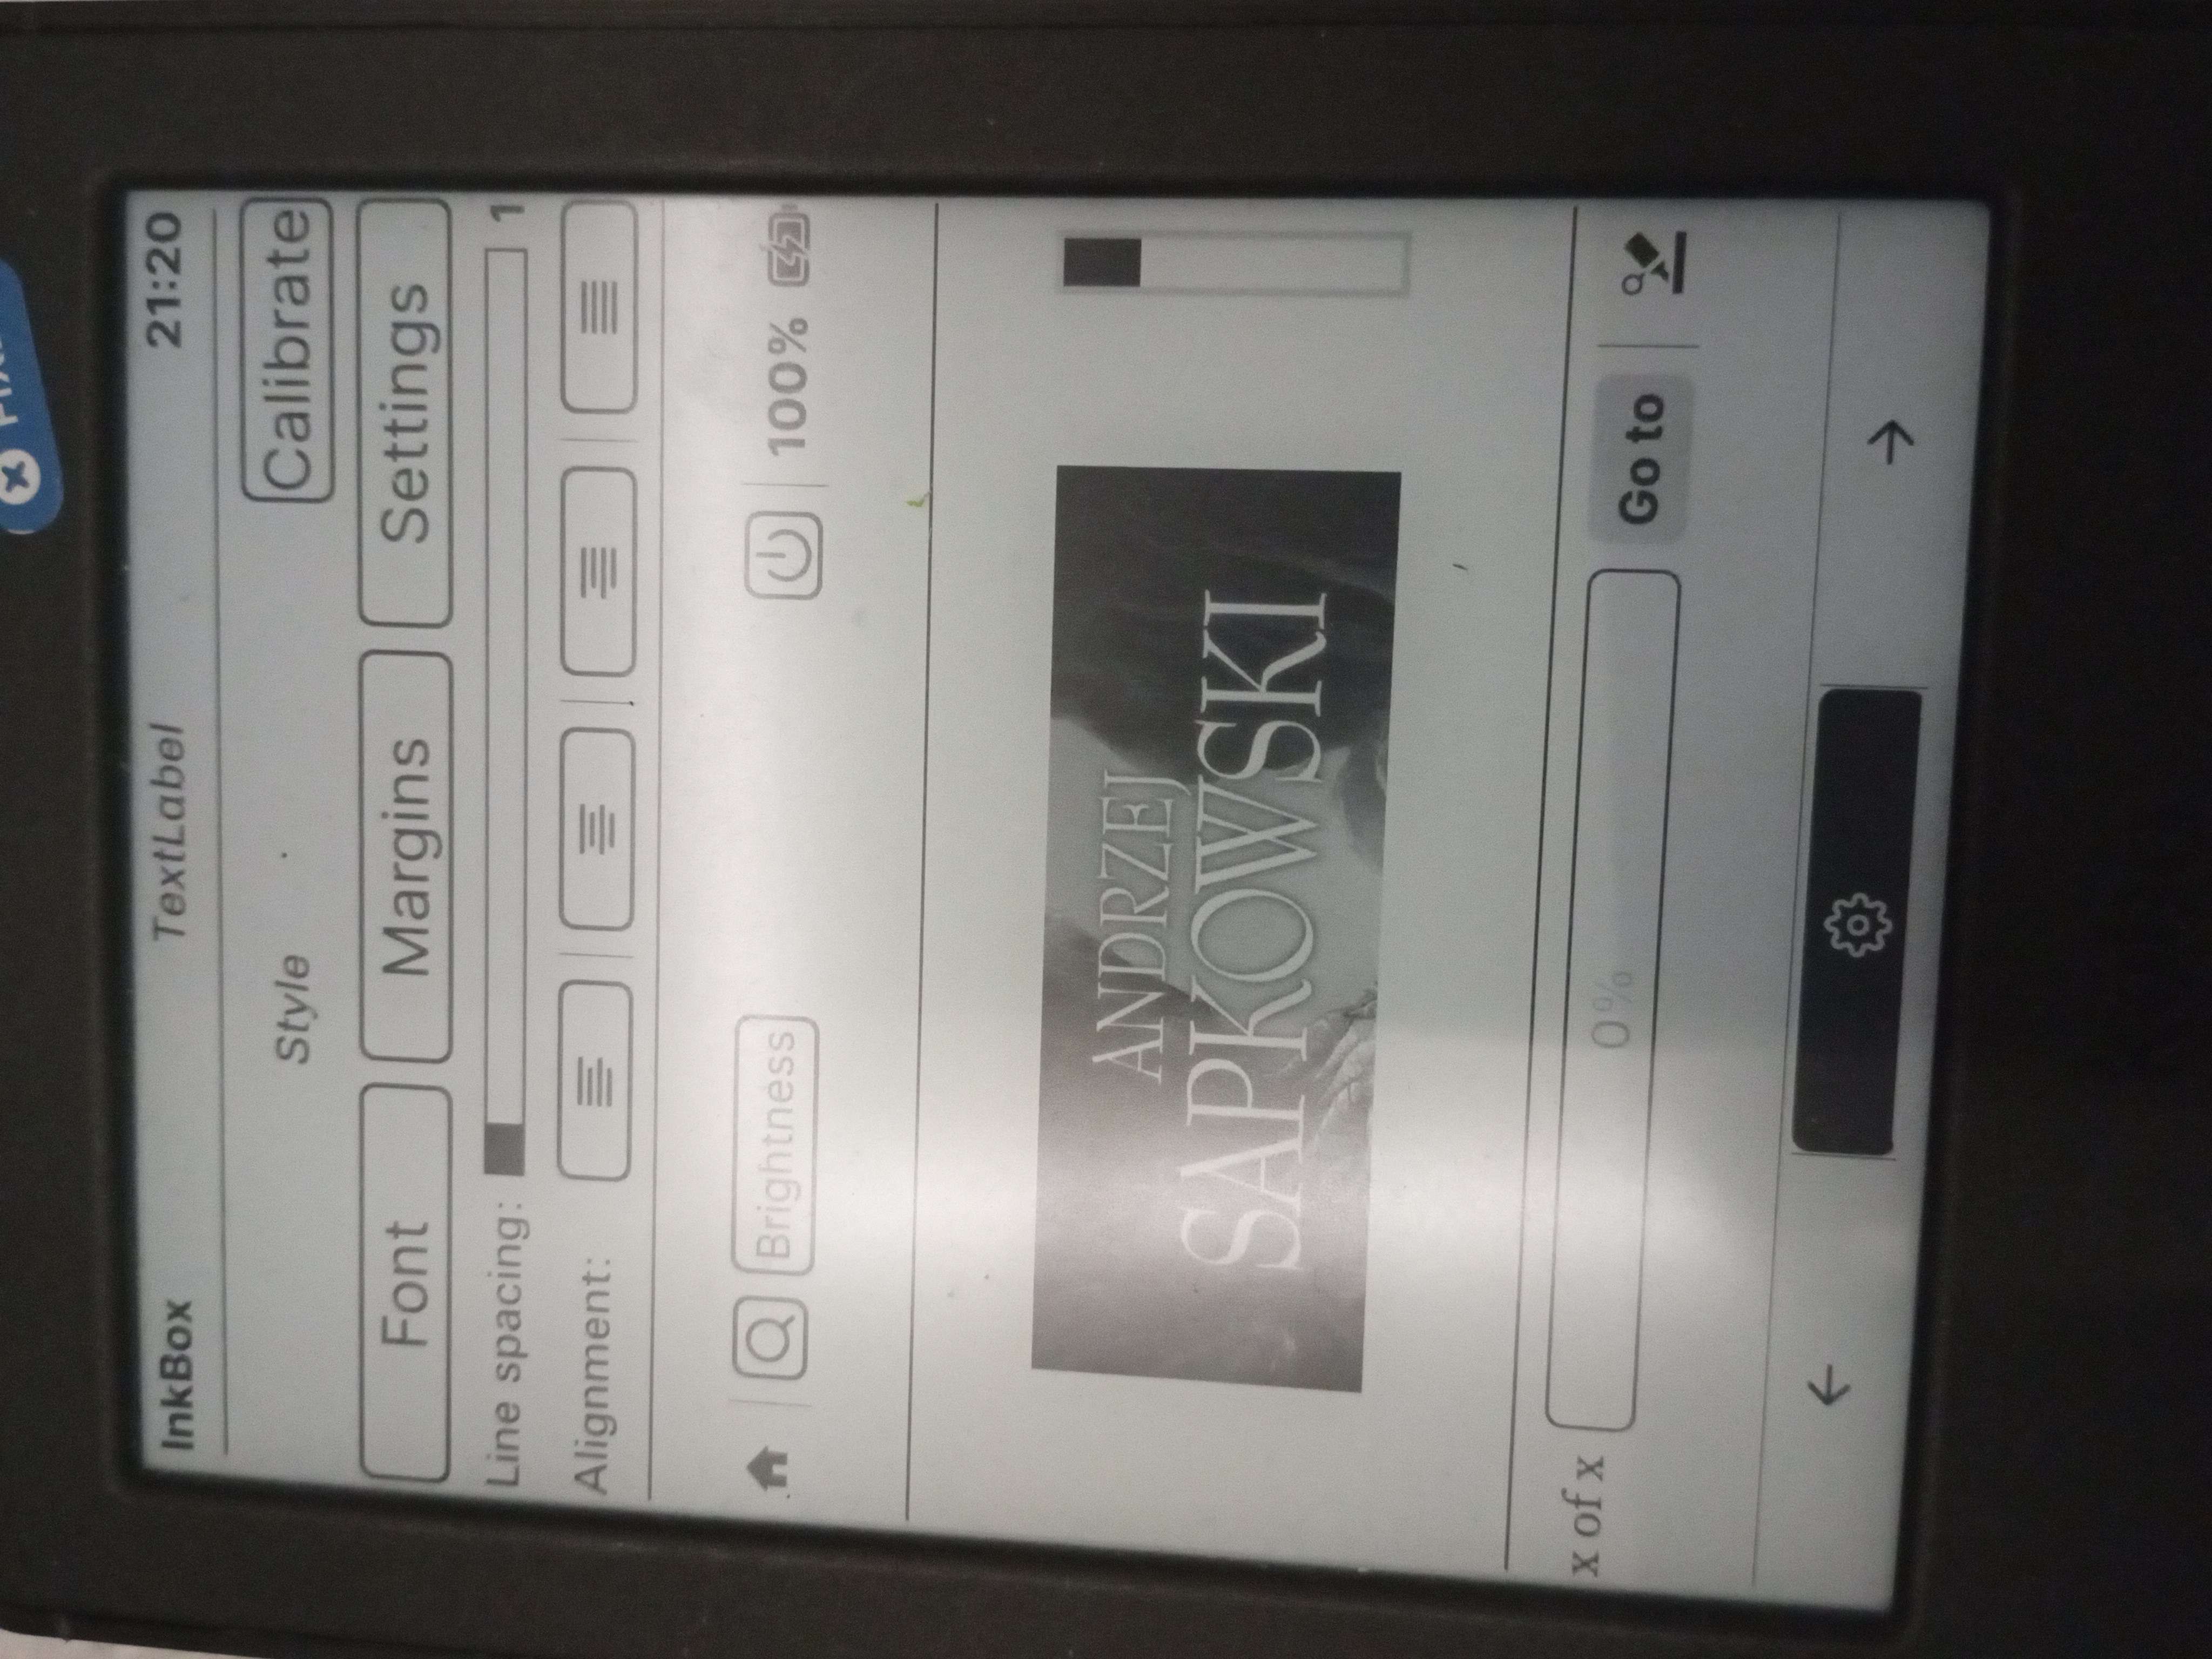 InkBox TextLabel 21:20
Style Calibrate
Font Margins Settings
Line spacing: 1
Alignment:
Brightness 100%
ANDRZEJ
SAPKOWSKI
x of x 0% Go to